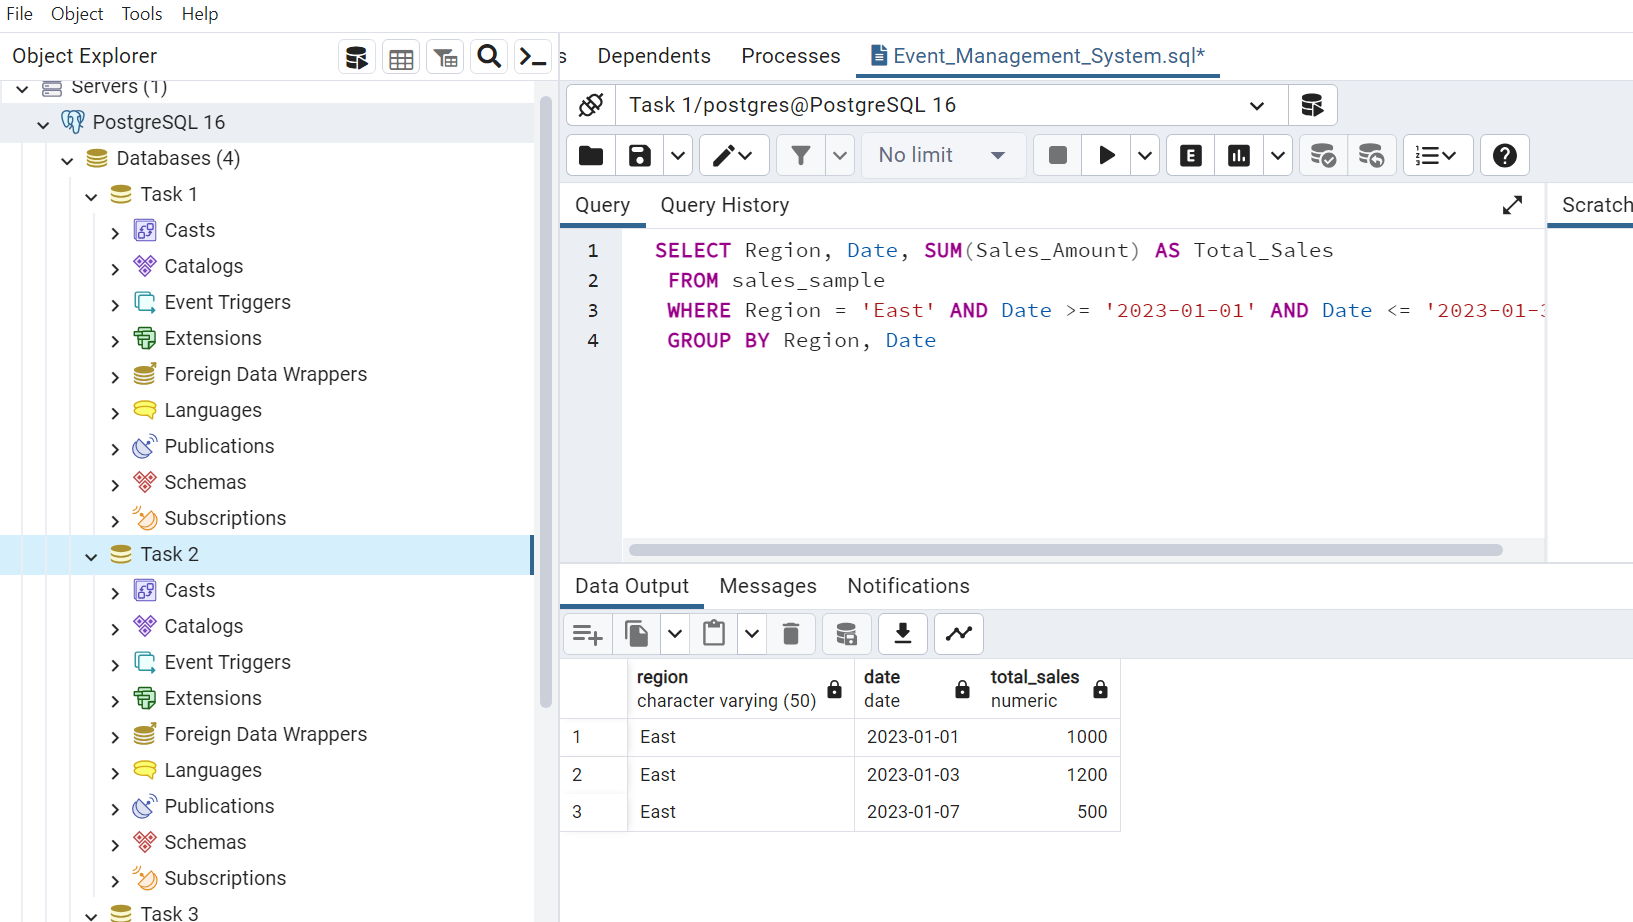 File Object Tools Help
Object Explorer
Dependents Processes Event_Management_System.sql*
Servers (1)
PostgreSQL 16
Databases (4)
Task 1
Casts
Catalogs
Event Triggers
Extensions
Foreign Data Wrappers
Languages
Publications
Schemas
Subscriptions
Task 2
Casts
Catalogs
Event Triggers
Extensions
Foreign Data Wrappers
Languages
Publications
Schemas
Subscriptions
Task 3
Task 1/postgres@PostgreSQL 16
No limit
E
Query Query History
Scratch
1 SELECT Region, Date, SUM(Sales_Amount) AS Total_Sales
2 FROM sales_sample
3 WHERE Region = 'East' AND Date >= '2023-01-01' AND Date <= '2023-01-
4 GROUP BY Region, Date
Data Output Messages Notifications
region date total_sales
character varying (50) date numeric
1 East 2023-01-01 1000
2 East 2023-01-03 1200
3 East 2023-01-07 500